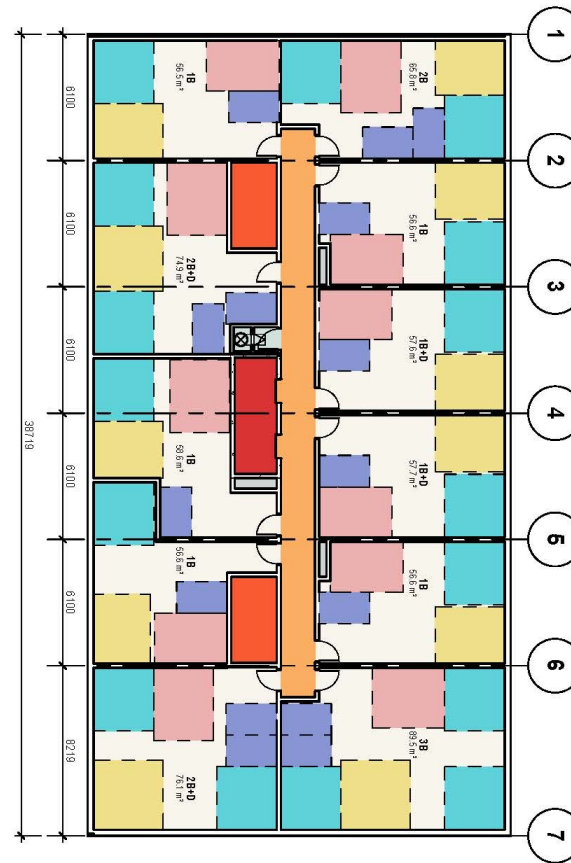 1
2
3
4
5
6
7
6100
6100
6100
6100
6100
8219
38719
1B
56.5 m²
2B
65.8 m²
2B+D
74.9 m²
1B
56.6 m²
1B+D
57.6 m²
1B
58.6 m²
1B+D
57.7 m²
1B
56.6 m²
1B
56.6 m²
2B+D
76.1 m²
3B
89.5 m²